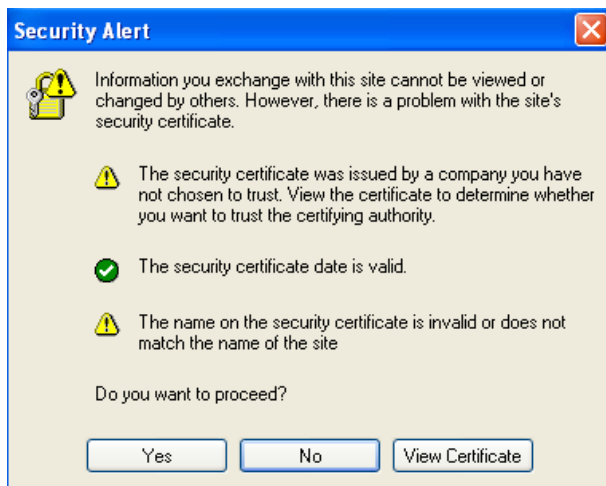 Security Alert
Information you exchange with this site cannot be viewed or
changed by others. However, there is a problem with the site's
security certificate.
The security certificate was issued by a company you have
not chosen to trust. View the certificate to determine whether
you want to trust the certifying authority.
The security certificate date is valid.
The name on the security certificate is invalid or does not
match the name of the site
Do you want to proceed?
Yes No View Certificate